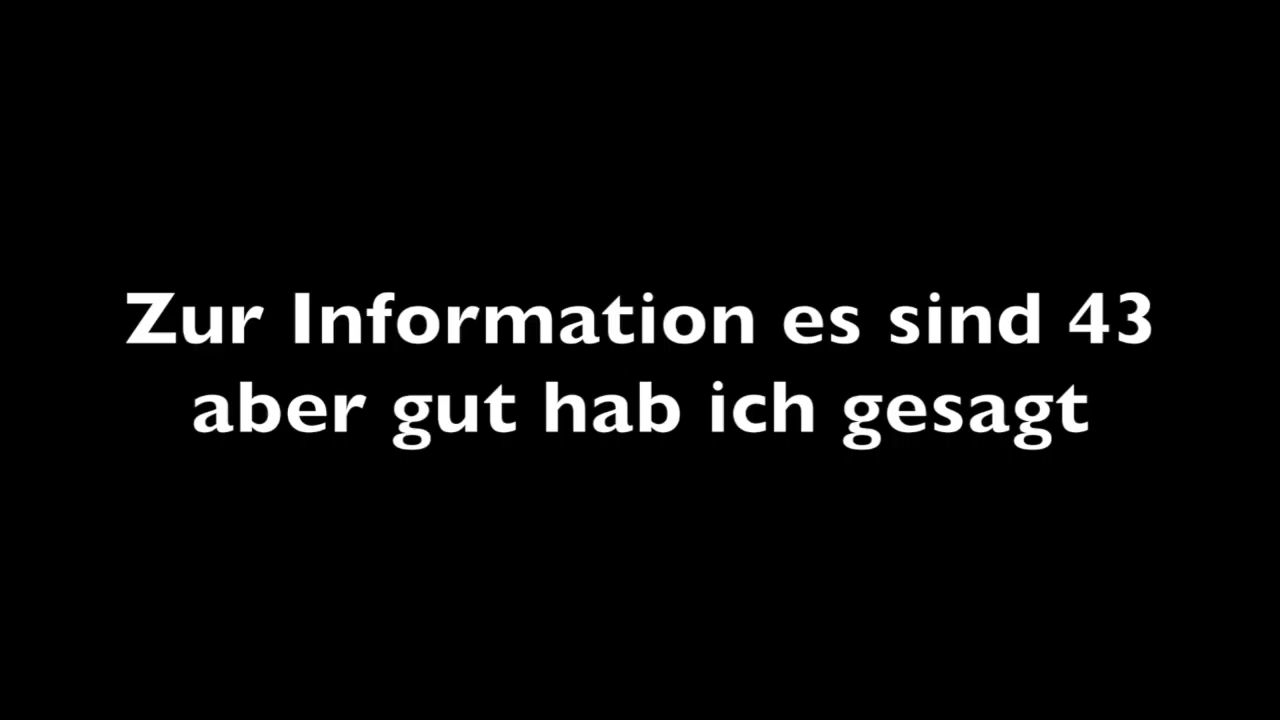 Zur Information es sind 43
aber gut hab ich gesagt